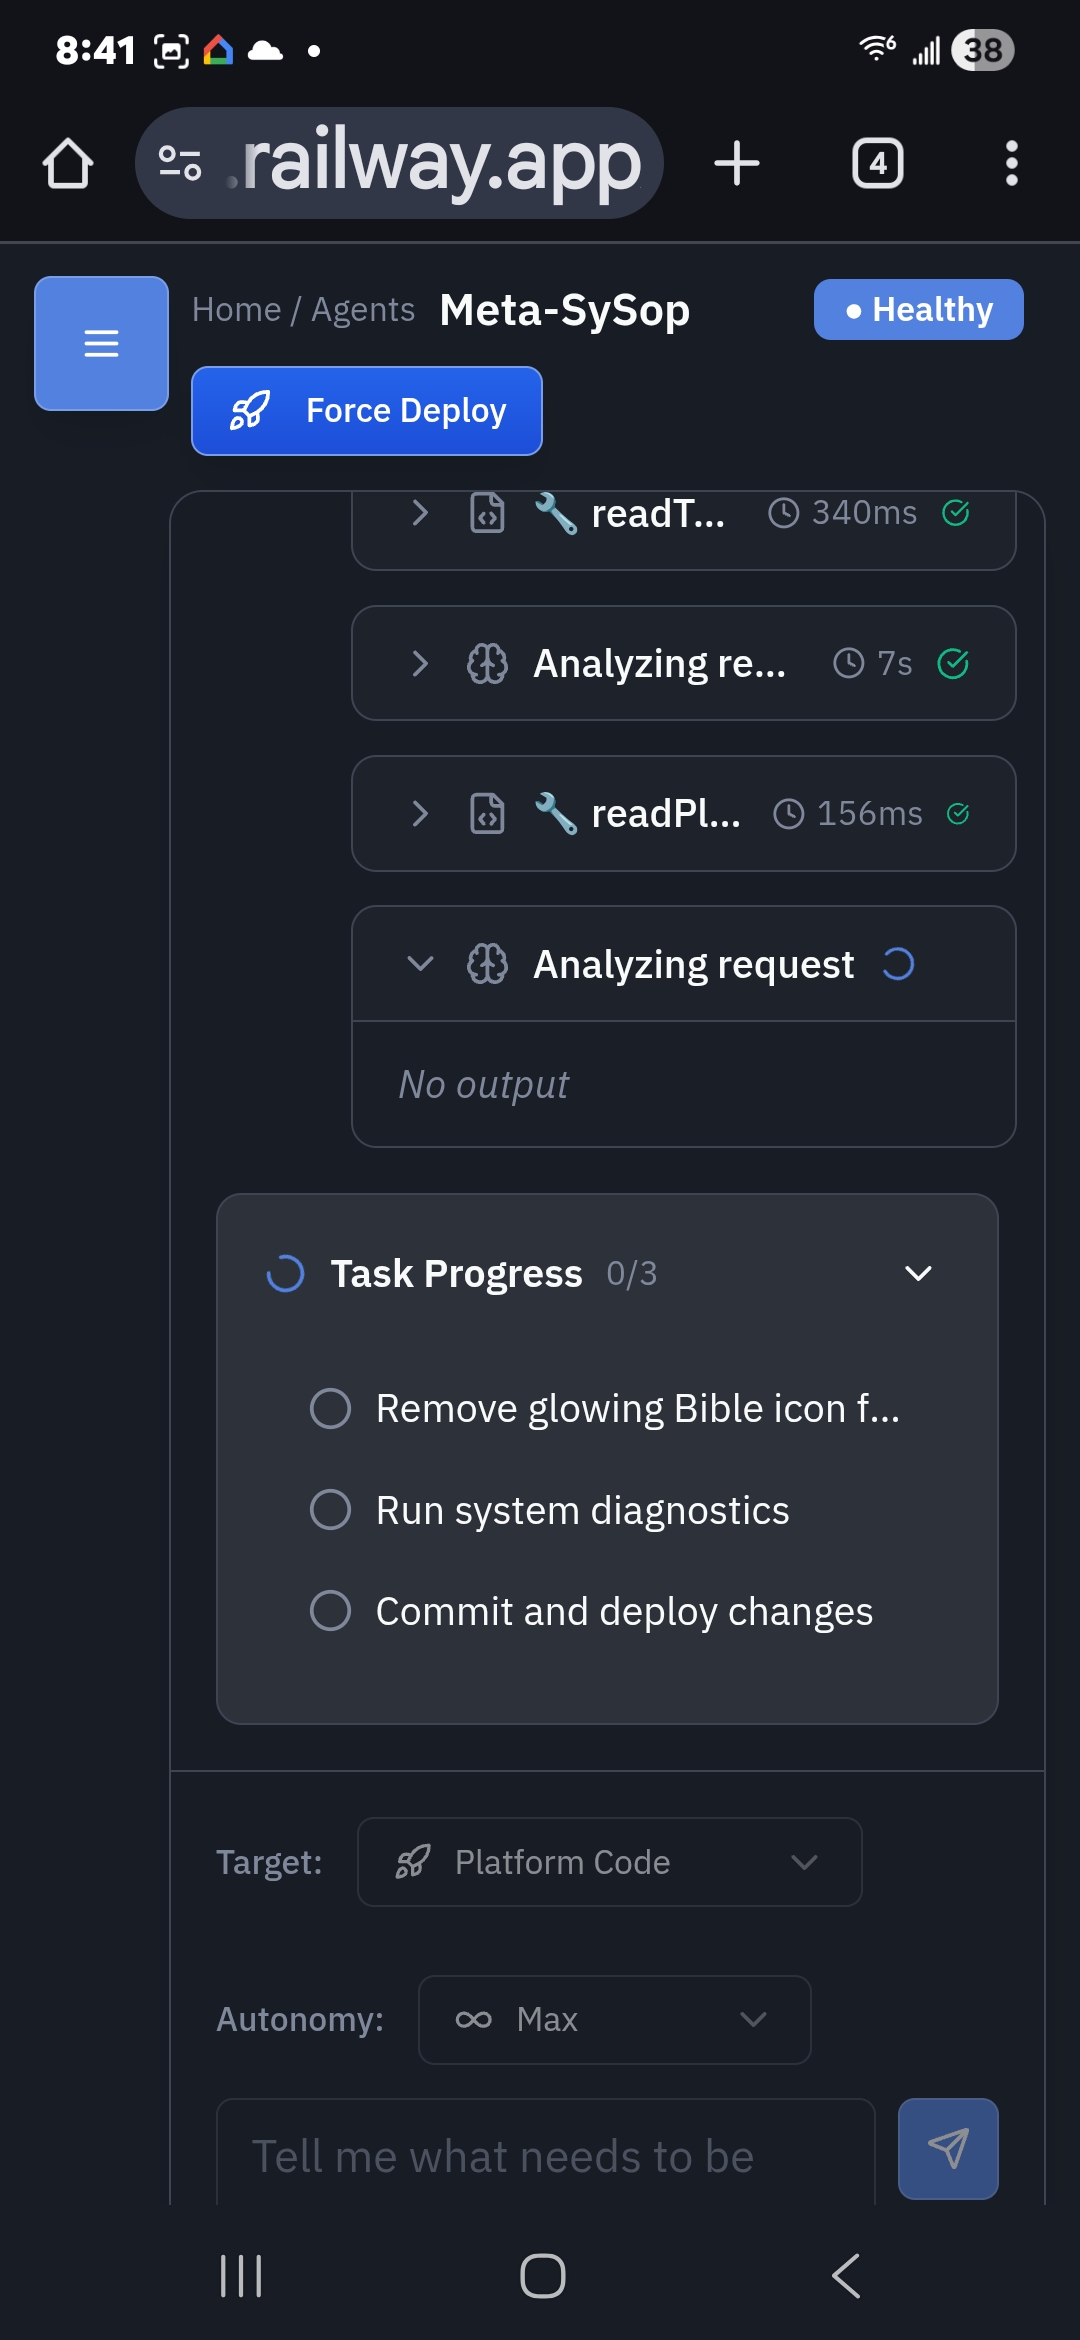 8:41
6
38
.railway.app
4
Home / Agents Meta-SySop
Healthy
Force Deploy
readT... 340ms
Analyzing re... 7s
readPl... 156ms
Analyzing request
No output
Task Progress 0/3
Remove glowing Bible icon f...
Run system diagnostics
Commit and deploy changes
Target: Platform Code
Autonomy: Max
Tell me what needs to be